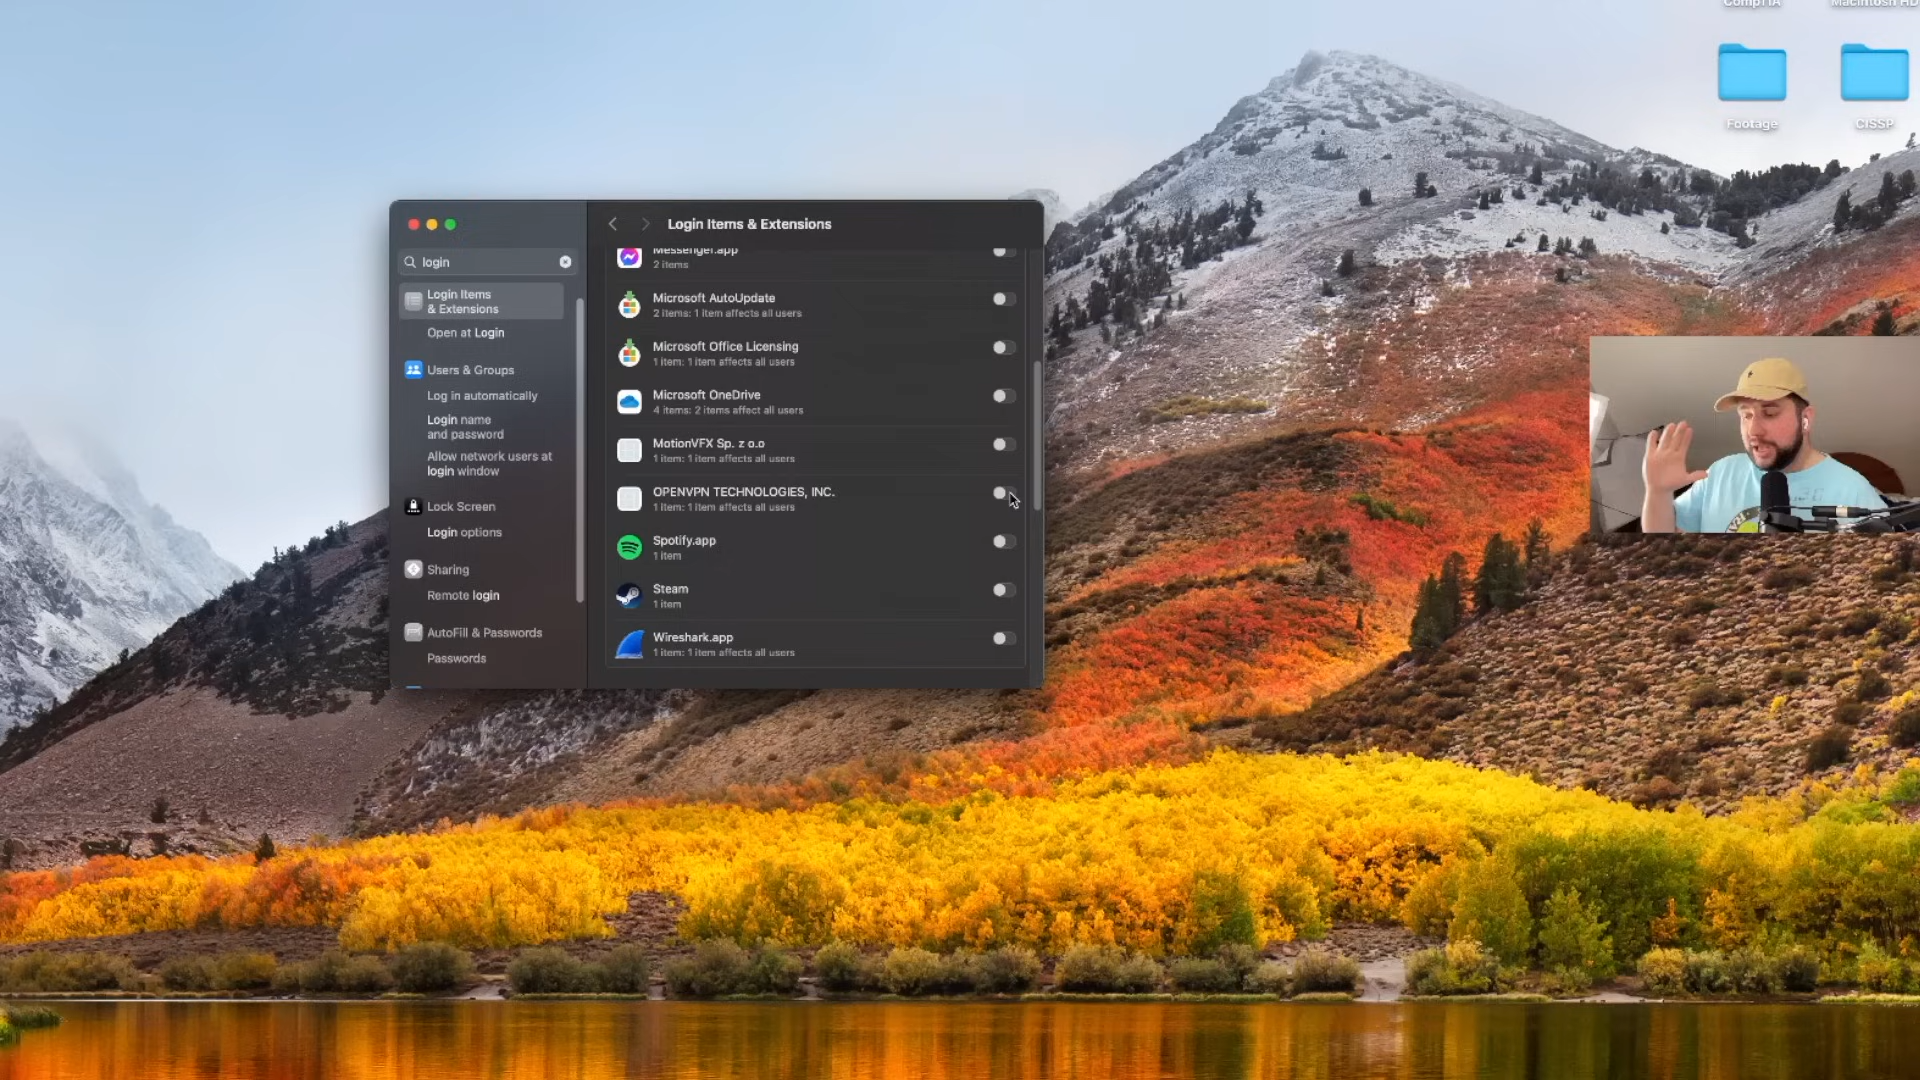 CompTIA
Macintosh HD
Footage
CISSP
Login Items & Extensions
login
Login Items
& Extensions
Open at Login
Users & Groups
Log in automatically
Login name
and password
Allow network users at
login window
Lock Screen
Login options
Sharing
Remote login
AutoFill & Passwords
Passwords
Messenger.app
2 items
Microsoft AutoUpdate
2 items: 1 item affects all users
Microsoft Office Licensing
1 item: 1 item affects all users
Microsoft OneDrive
4 items: 2 items affect all users
MotionVFX Sp. z o.o
1 item: 1 item affects all users
OPENVPN TECHNOLOGIES, INC.
1 item: 1 item affects all users
Spotify.app
1 item
Steam
1 item
Wireshark.app
1 item: 1 item affects all users